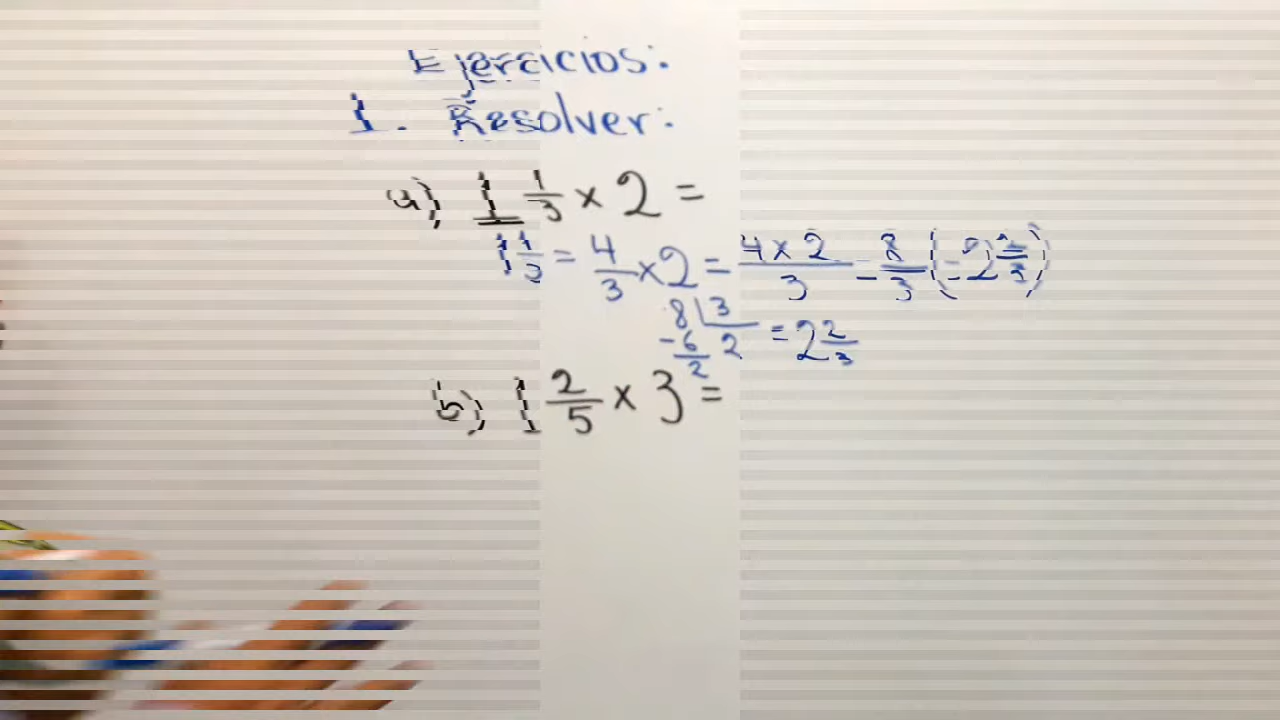 Ejercicios:
1. Resolver:
a) 1 1/3 x 2 =
1 1/3 = 4/3 x 2 = 4 x 2/3 = 8/3 (= 2 2/3)
8 | 3 = 2 2/3
-6 2
2
b) 1 2/5 x 3 =